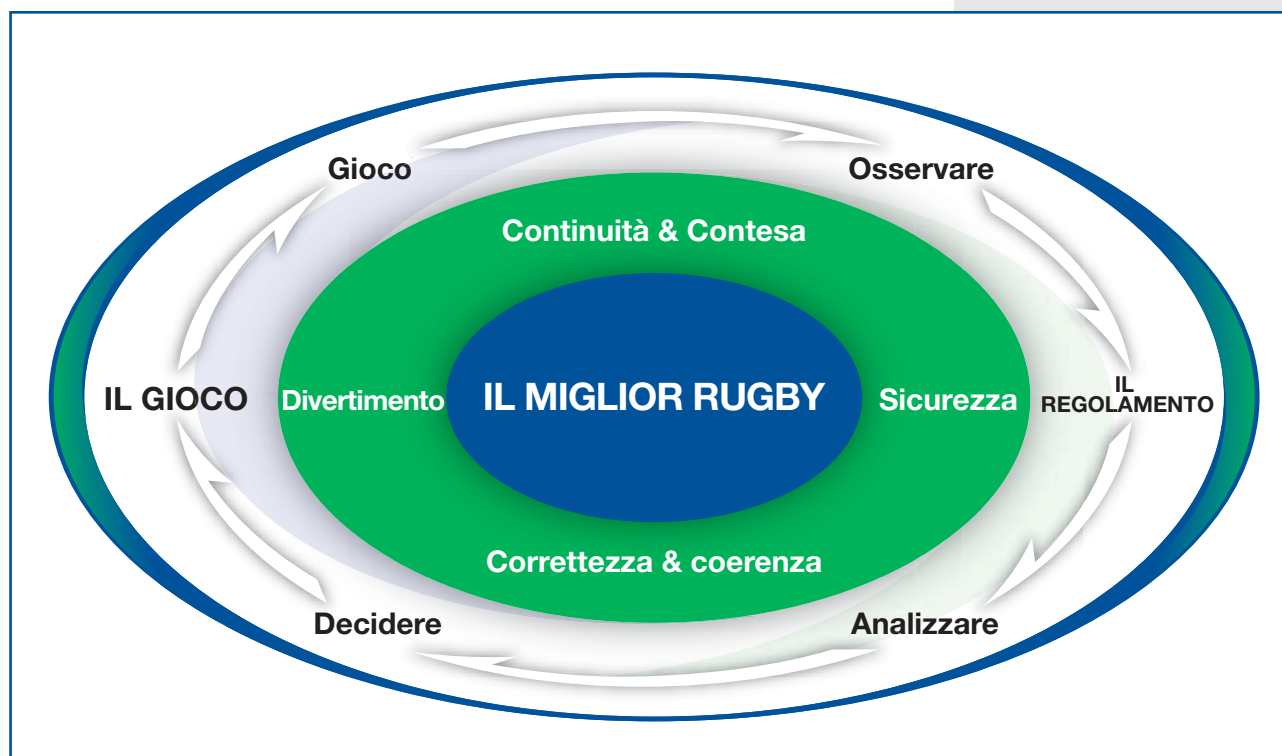 Gioco
Osservare
Continuità & Contesa
IL GIOCO
Divertimento
IL MIGLIOR RUGBY
Sicurezza
IL
REGOLAMENTO
Correttezza & coerenza
Decidere
Analizzare